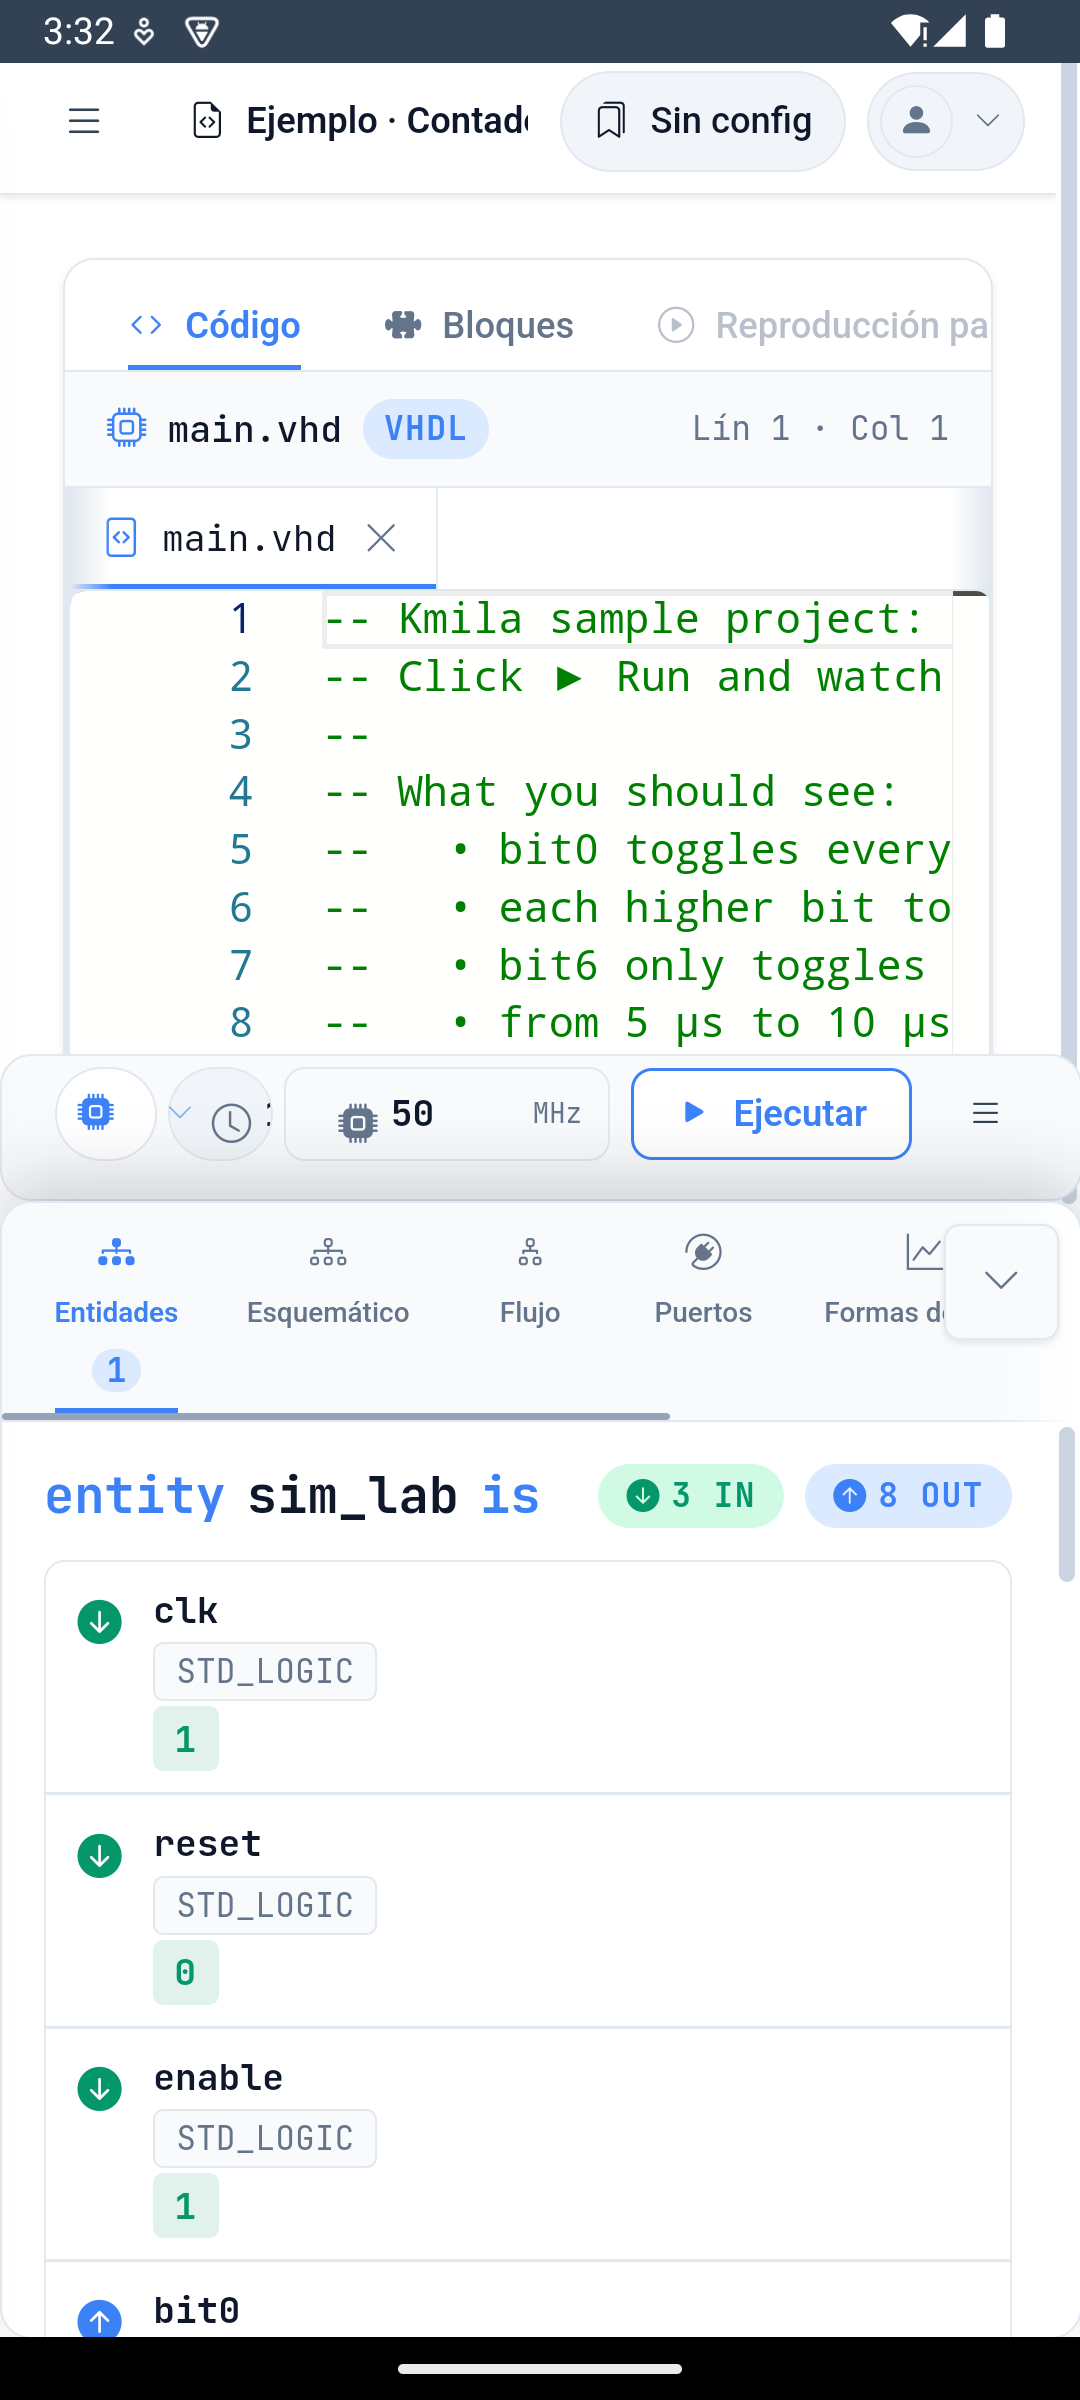 3:32
Ejemplo · Contad
Sin config
Código
Bloques
Reproducción pa
main.vhd
VHDL
Lín 1 · Col 1
main.vhd
1 -- Kmila sample project:
2 -- Click ▶ Run and watch
3 --
4 -- What you should see:
5 -- • bit0 toggles every
6 -- • each higher bit to
7 -- • bit6 only toggles
8 -- • from 5 µs to 10 µs
50 MHz
Ejecutar
Entidades
Esquemático
Flujo
Puertos
Formas d
1
entity sim_lab is
3 IN
8 OUT
clk
STD_LOGIC
1
reset
STD_LOGIC
0
enable
STD_LOGIC
1
bit0